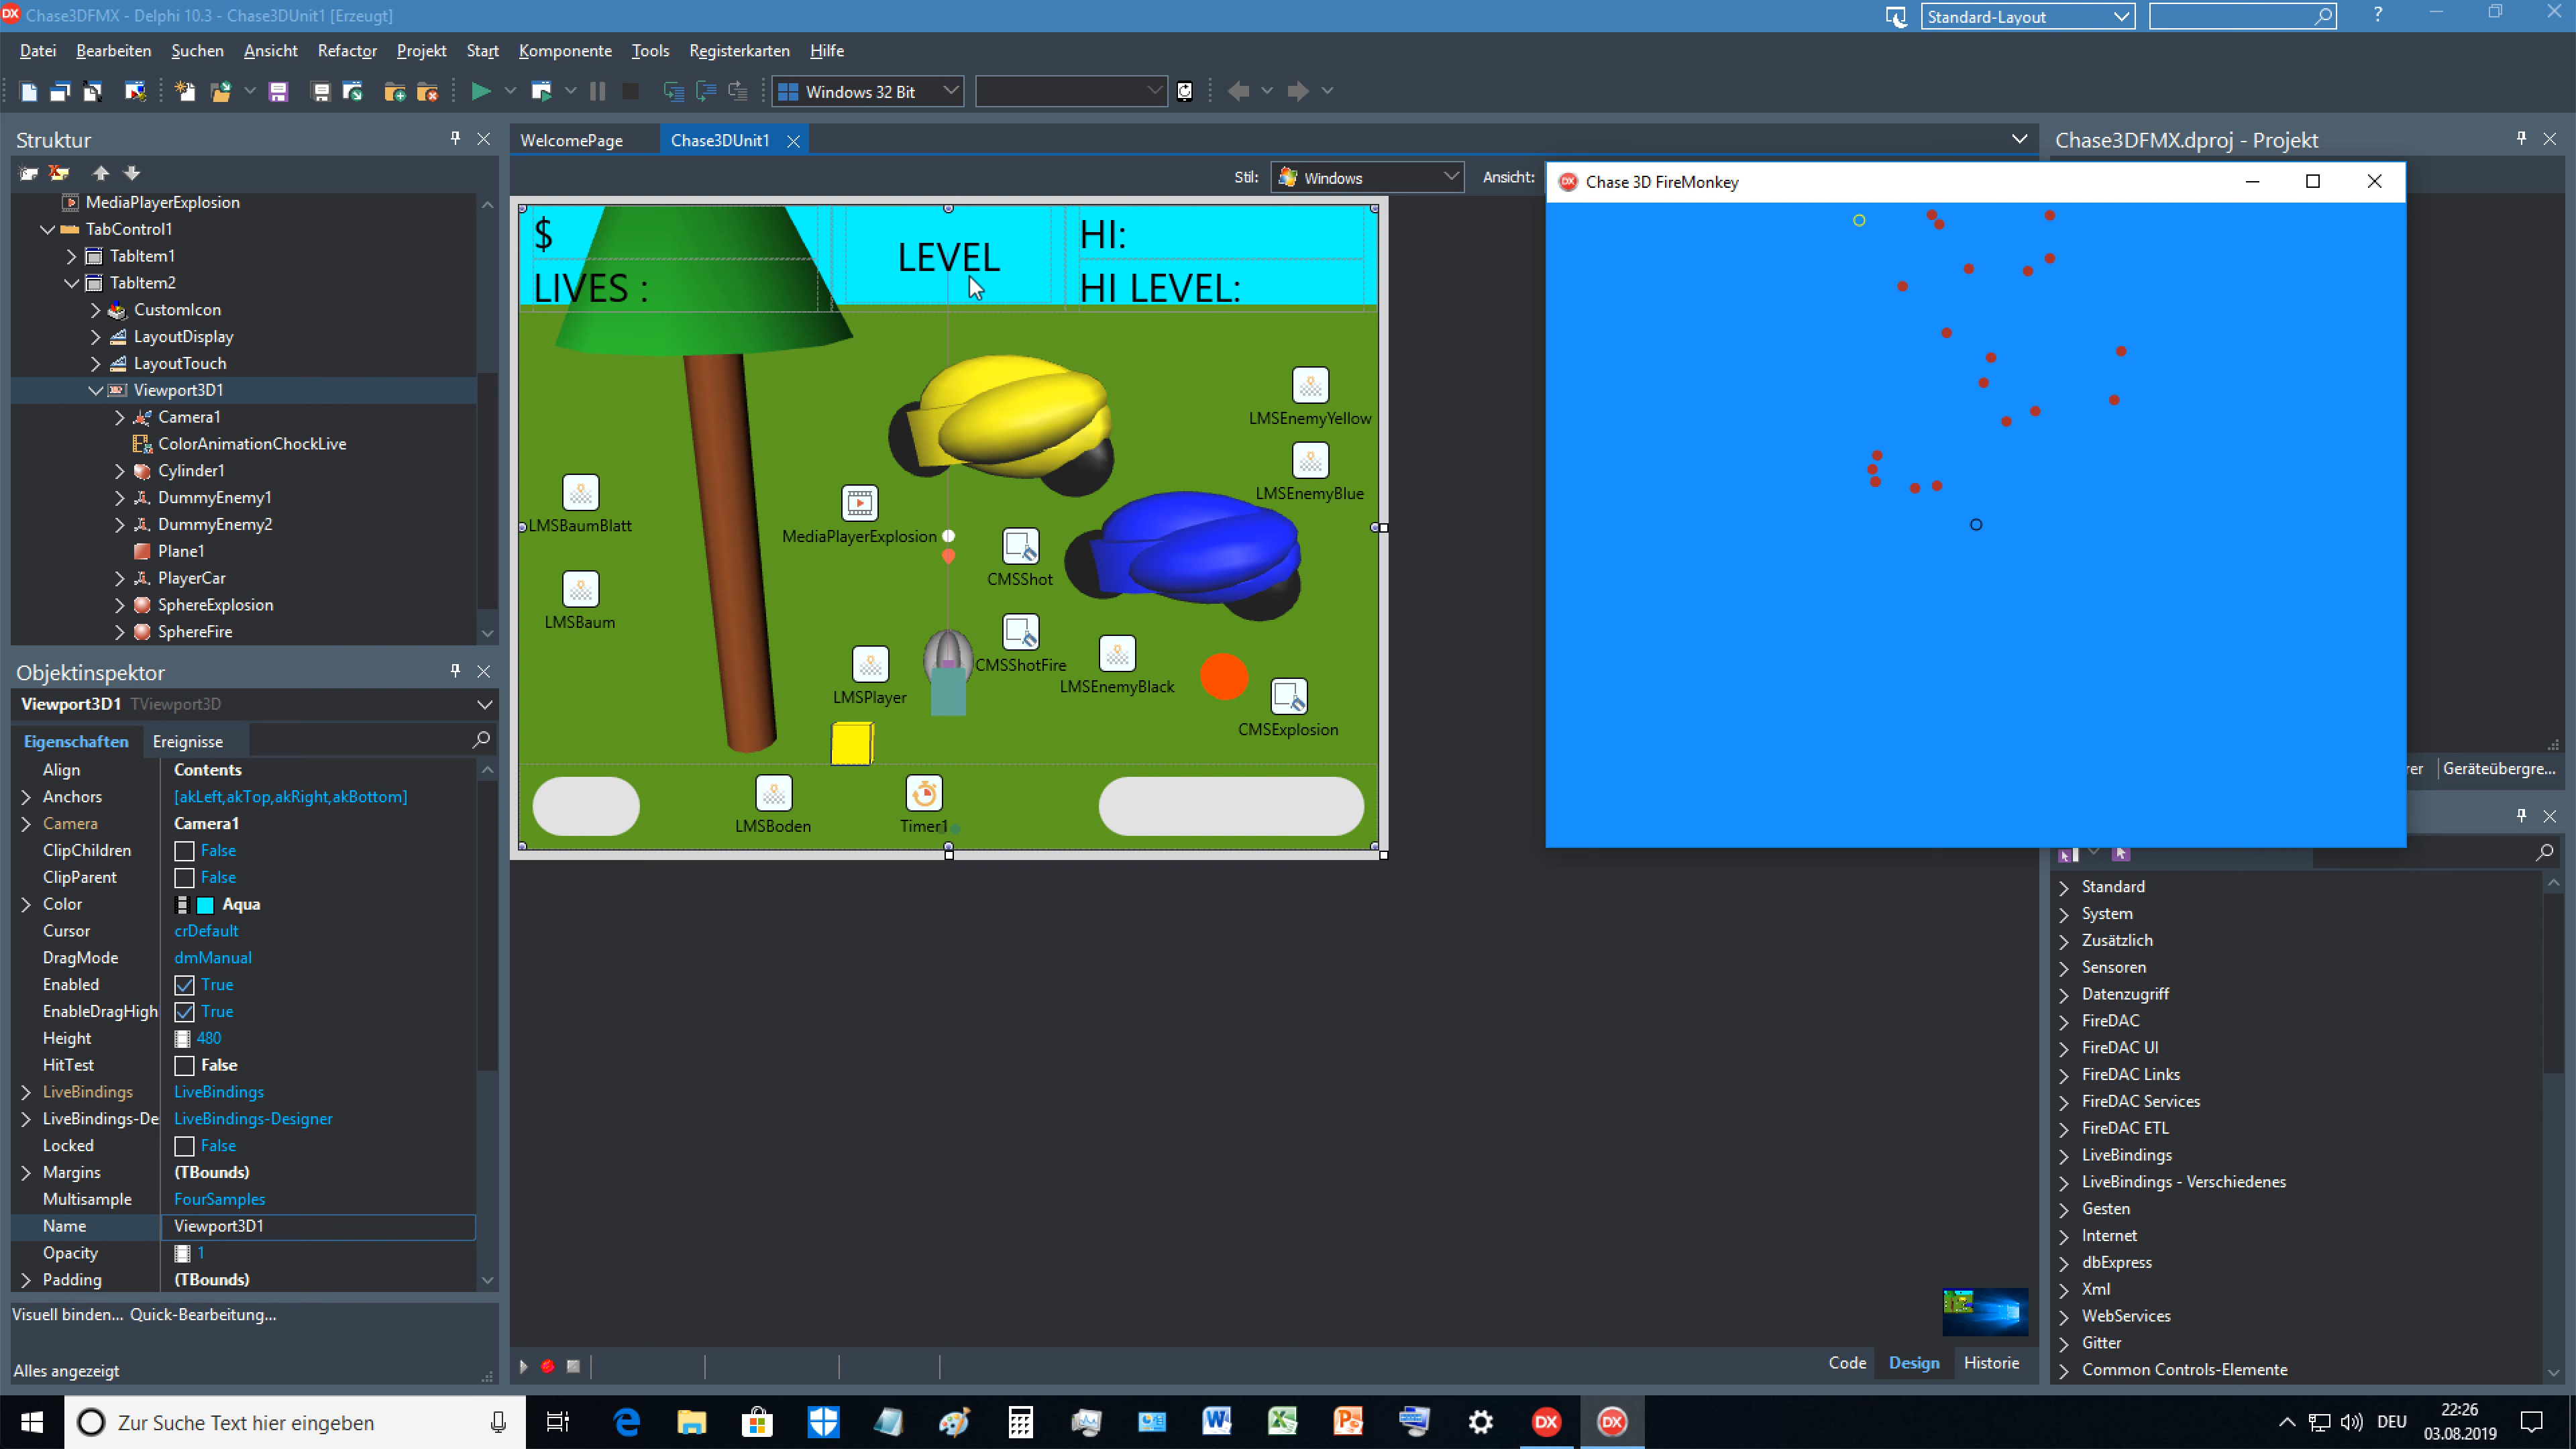 Chase3DFMX - Delphi 10.3 - Chase3DUnit1 [Erzeugt]
Standard-Layout
?
Datei Bearbeiten Suchen Ansicht Refactor Projekt Start Komponente Tools Registerkarten Hilfe
Windows 32 Bit
Struktur
MediaPlayerExplosion
TabControl1
TabItem1
TabItem2
CustomIcon
LayoutDisplay
LayoutTouch
Viewport3D1
Camera1
ColorAnimationChockLive
Cylinder1
DummyEnemy1
DummyEnemy2
Plane1
PlayerCar
SphereExplosion
SphereFire
Objektinspektor
Viewport3D1 TViewport3D
Eigenschaften Ereignisse
Align Contents
Anchors [akLeft,akTop,akRight,akBottom]
Camera Camera1
ClipChildren False
ClipParent False
Color Aqua
Cursor crDefault
DragMode dmManual
Enabled True
EnableDragHigh True
Height 480
HitTest False
LiveBindings LiveBindings
LiveBindings-De LiveBindings-Designer
Locked False
Margins (TBounds)
Multisample FourSamples
Name Viewport3D1
Opacity 1
Padding (TBounds)
Visuell binden... Quick-Bearbeitung...
Alles angezeigt
WelcomePage Chase3DUnit1
Stil: Windows Ansicht:
$
LIVES :
LEVEL
HI:
HI LEVEL:
LMSEnemyYellow
LMSEnemyBlue
LMSBaumBlatt
MediaPlayerExplosion
CMSShot
LMSBaum
CMSShotFire
LMSPlayer
LMSEnemyBlack
CMSExplosion
LMSBoden
Timer1
Code Design Historie
Chase3DFMX.dproj - Projekt
DX Chase 3D FireMonkey
rer Geräteübergre...
Standard
System
Zusätzlich
Sensoren
Datenzugriff
FireDAC
FireDAC UI
FireDAC Links
FireDAC Services
FireDAC ETL
LiveBindings
LiveBindings - Verschiedenes
Gesten
Internet
dbExpress
Xml
WebServices
Gitter
Common Controls-Elemente
Zur Suche Text hier eingeben
DX
DX
DEU
22:26
03.08.2019